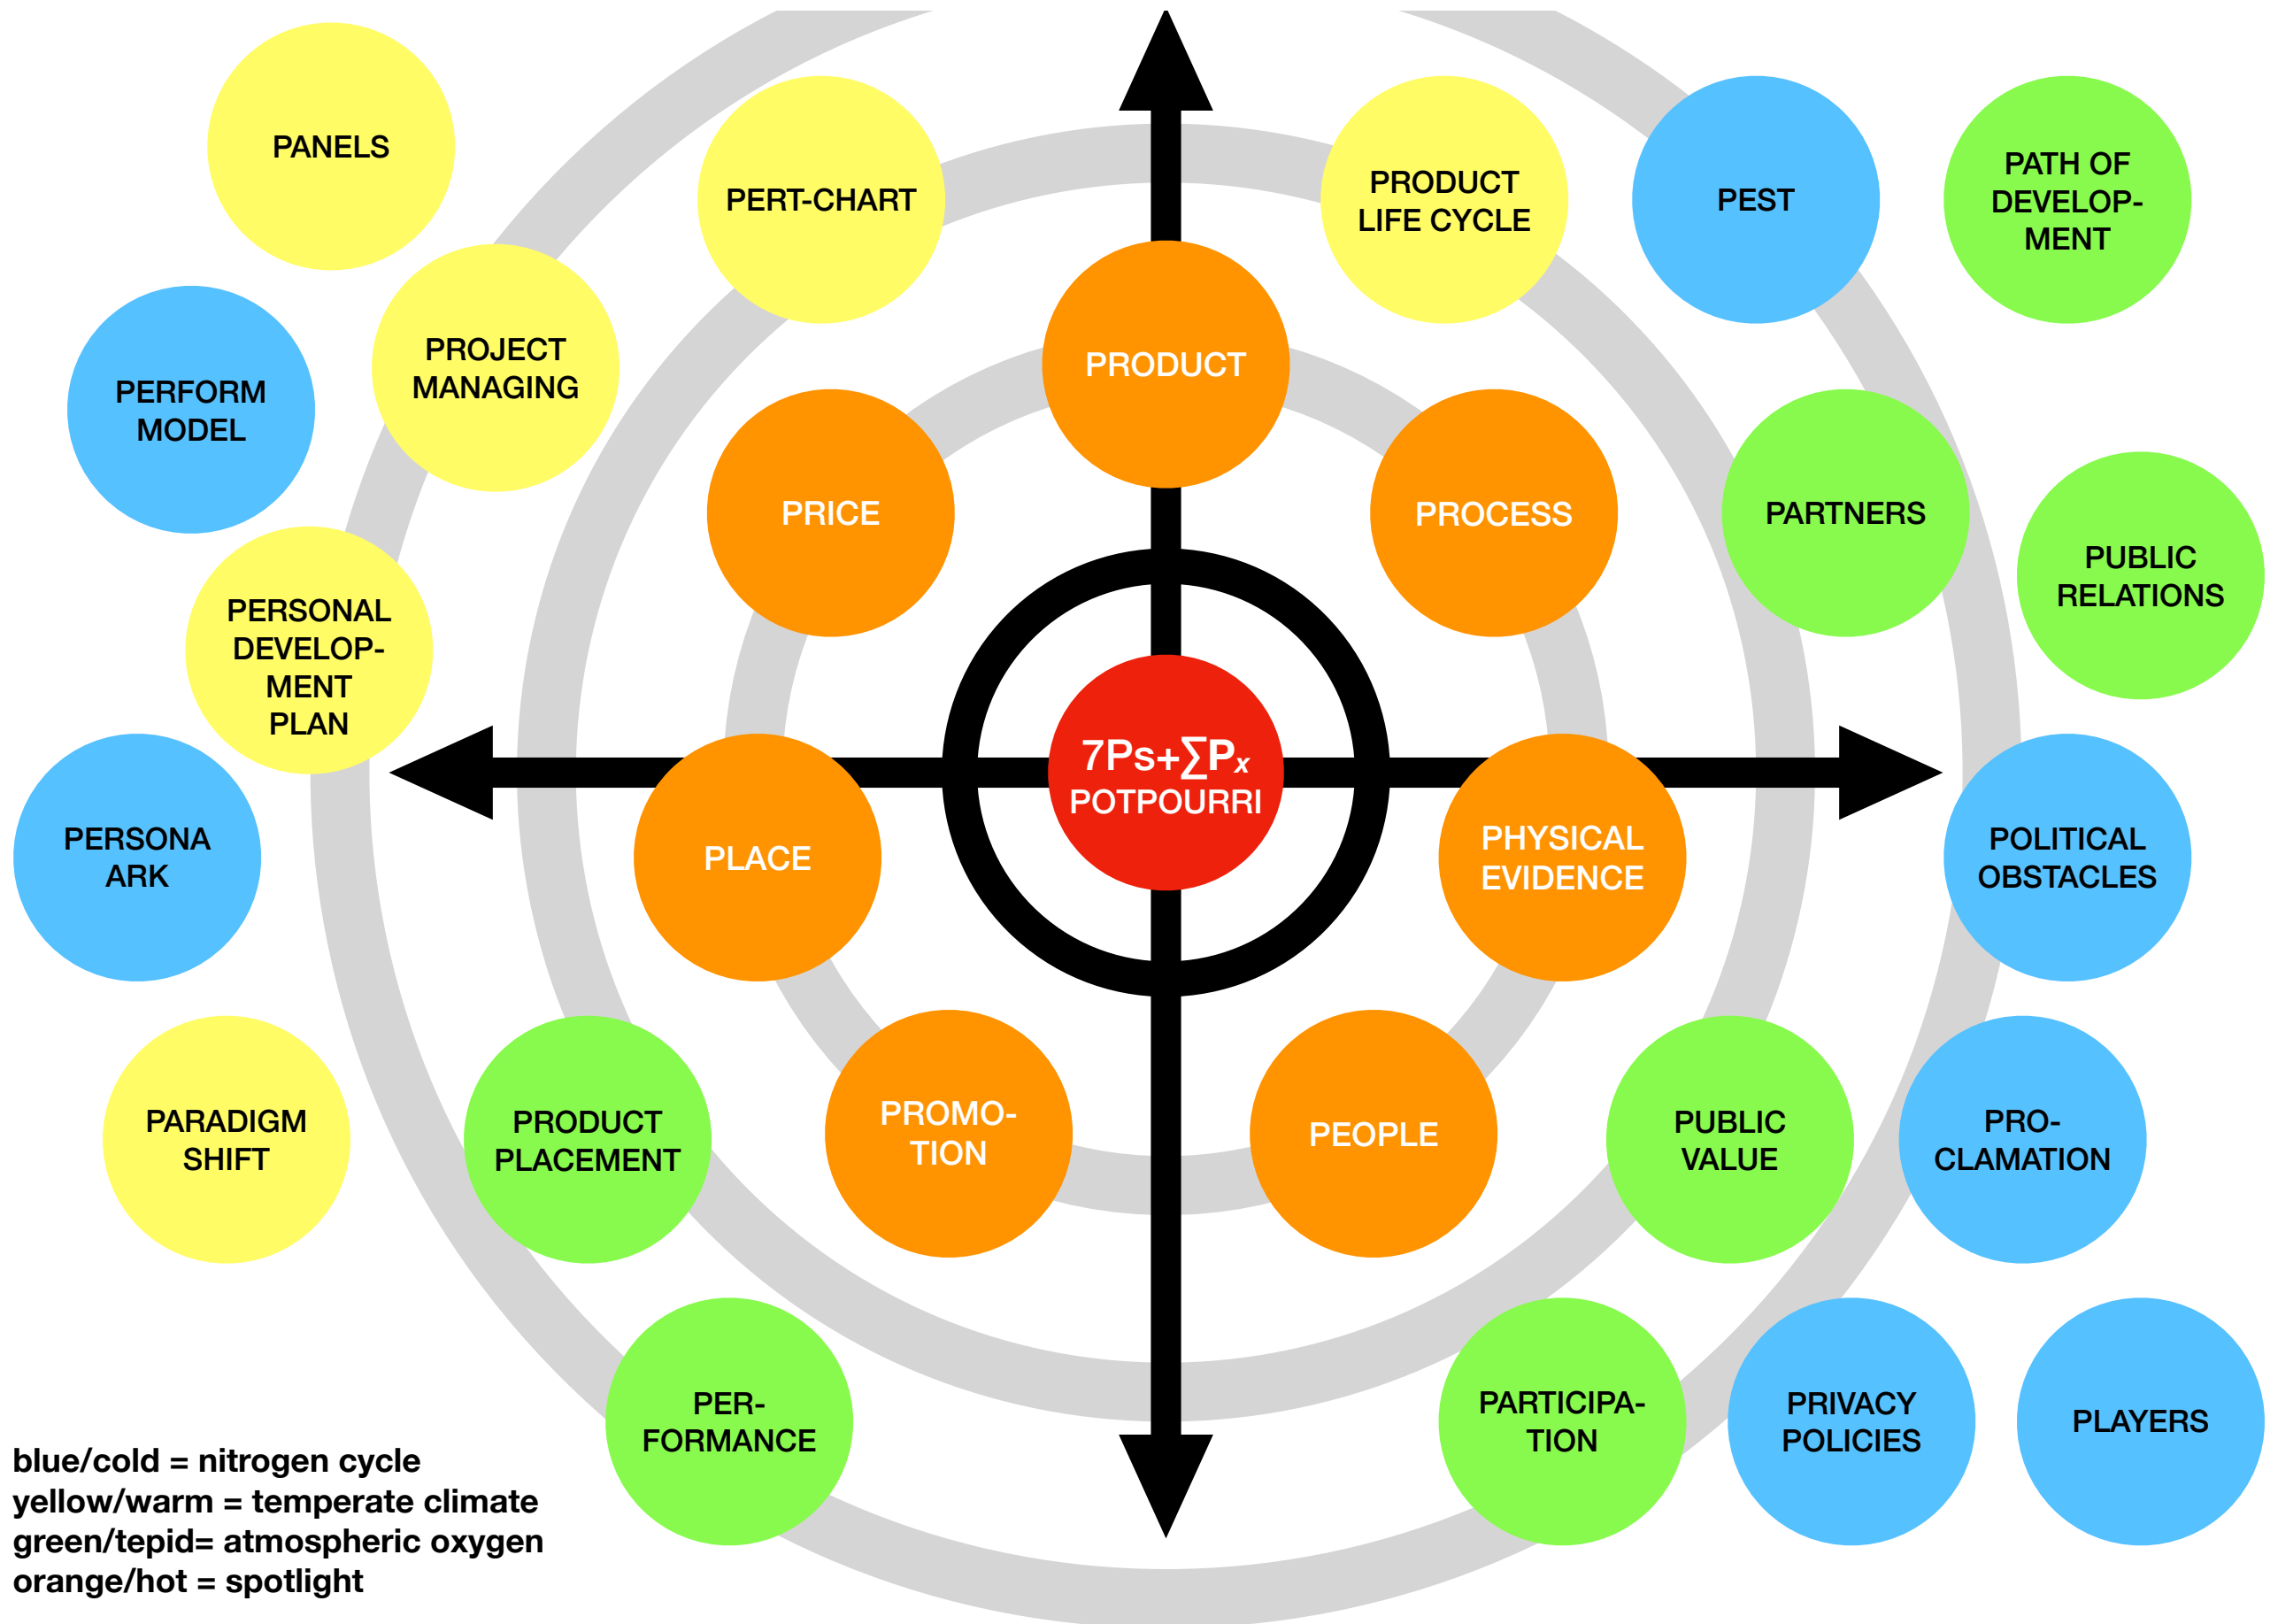 PANELS
PERT-CHART
PRODUCT
LIFE CYCLE
PEST
PATH OF
DEVELOP-
MENT
PERFORM
MODEL
PROJECT
MANAGING
PRODUCT
PRICE
PROCESS
PARTNERS
PUBLIC
RELATIONS
PERSONAL
DEVELOP-
MENT
PLAN
7Ps+∑Px
POTPOURRI
PERSONA
ARK
PLACE
PHYSICAL
EVIDENCE
POLITICAL
OBSTACLES
PARADIGM
SHIFT
PRODUCT
PLACEMENT
PROMO-
TION
PEOPLE
PUBLIC
VALUE
PRO-
CLAMATION
PER-
FORMANCE
PARTICIPA-
TION
PRIVACY
POLICIES
PLAYERS
blue/cold = nitrogen cycle
yellow/warm = temperate climate
green/tepid= atmospheric oxygen
orange/hot = spotlight